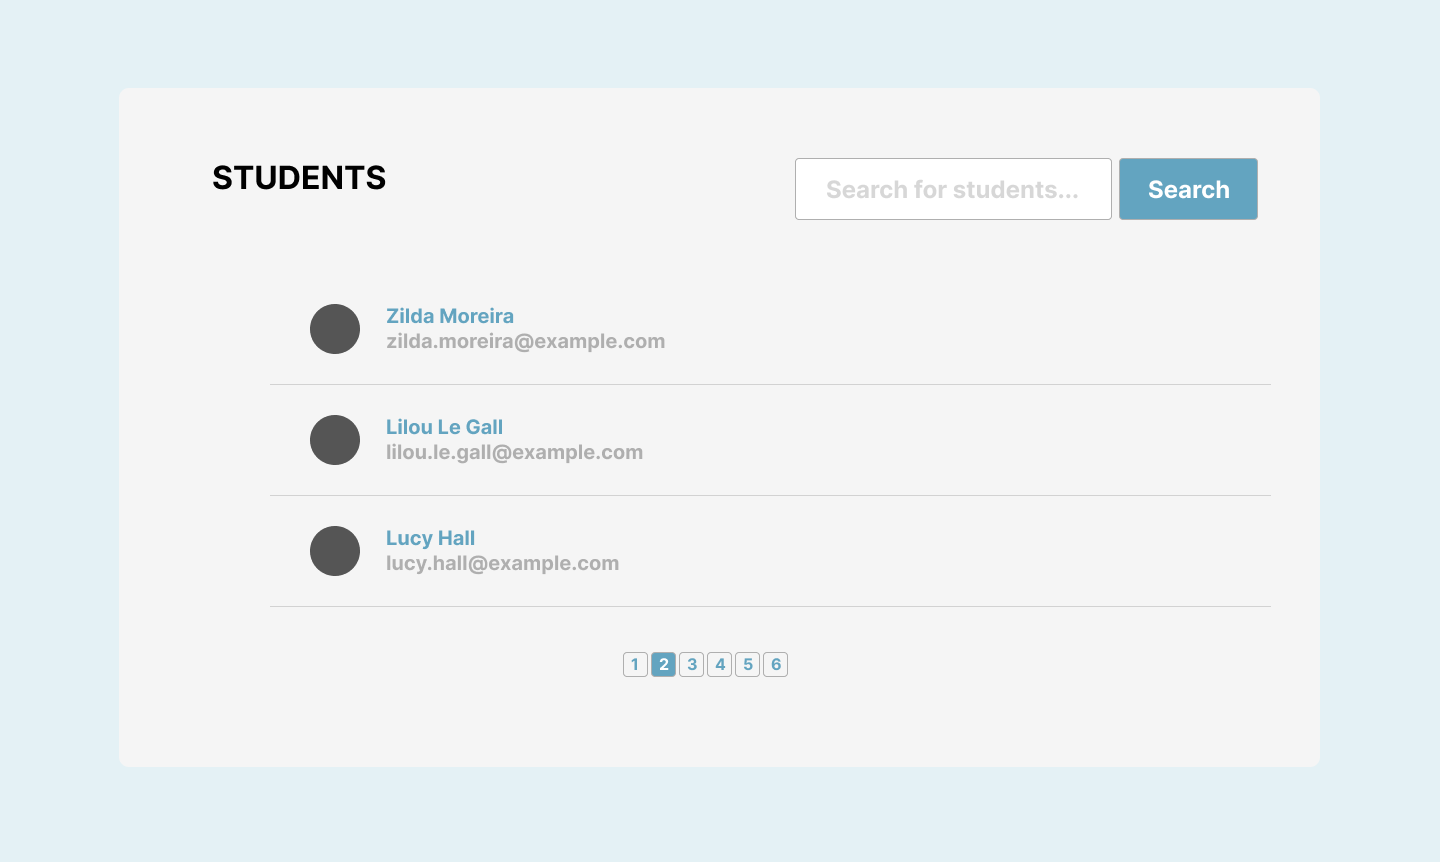 STUDENTS
Search for students...
Search
Zilda Moreira
zilda.moreira@example.com
Lilou Le Gall
lilou.le.gall@example.com
Lucy Hall
lucy.hall@example.com
1 2 3 4 5 6